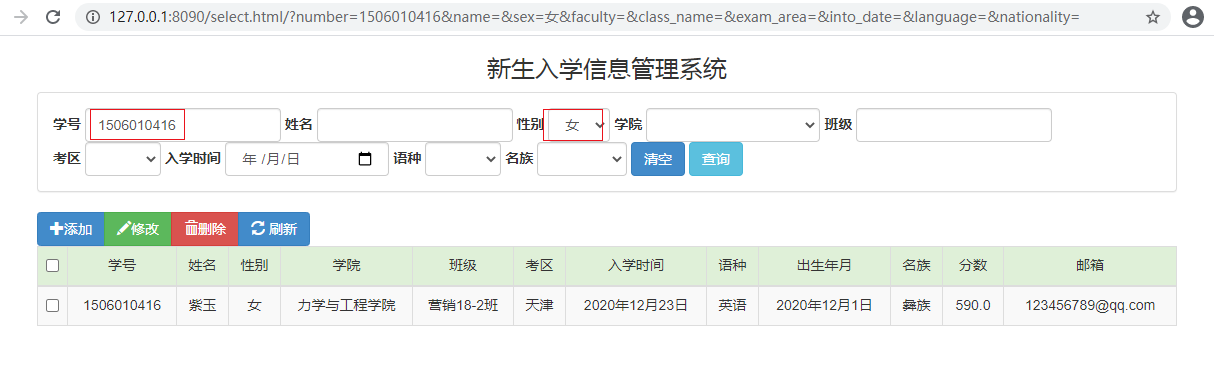 127.0.0.1:8090/select.html/?number=1506010416&name=&sex=女&faculty=&class_name=&exam_area=&into_date=&language=&nationality=
新生入学信息管理系统
学号 1506010416 姓名 性别 女 学院 班级
考区 入学时间 年 /月/日 语种 名族 清空 查询
添加 修改 删除 刷新
学号 姓名 性别 学院 班级 考区 入学时间 语种 出生年月 名族 分数 邮箱
1506010416 紫玉 女 力学与工程学院 营销18-2班 天津 2020年12月23日 英语 2020年12月1日 彝族 590.0 123456789@qq.com